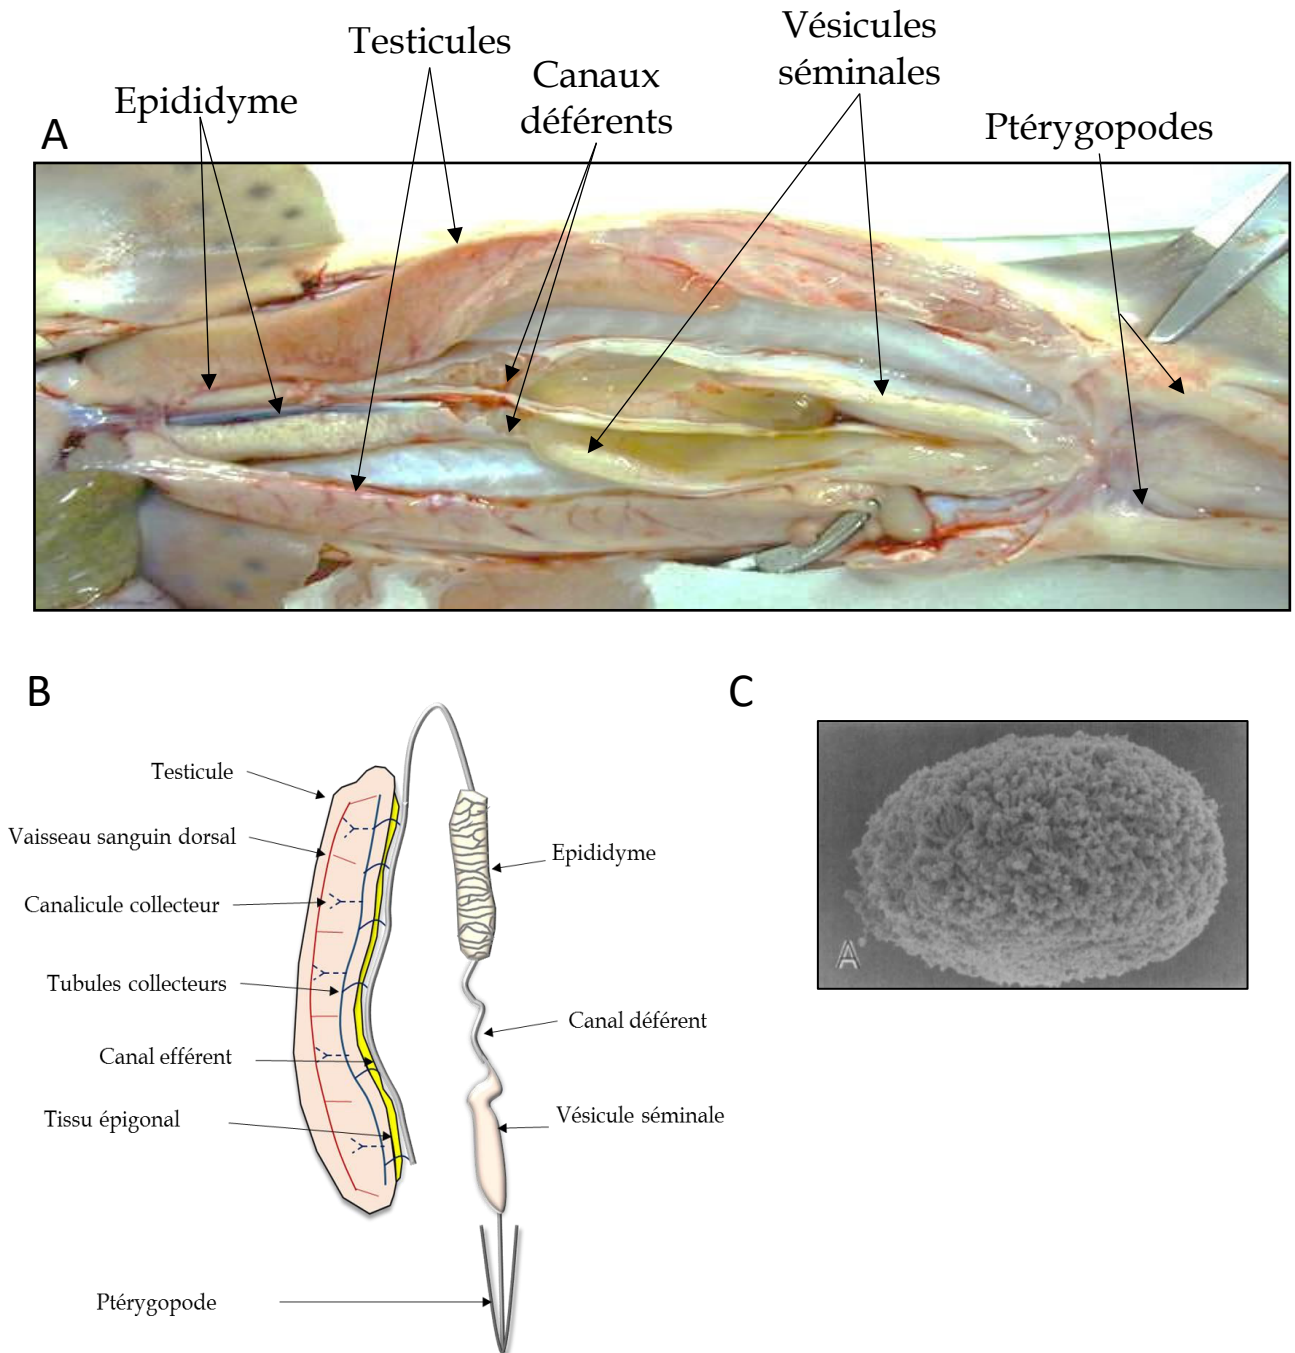 Testicules
Vésicules
séminales
Canaux
déférents
Epididyme
Ptérygopodes
A
B
C
Testicule
Vaisseau sanguin dorsal
Canalicule collecteur
Tubules collecteurs
Canal efférent
Tissu épigonal
Ptérygopode
Epididyme
Canal déférent
Vésicule séminale
A